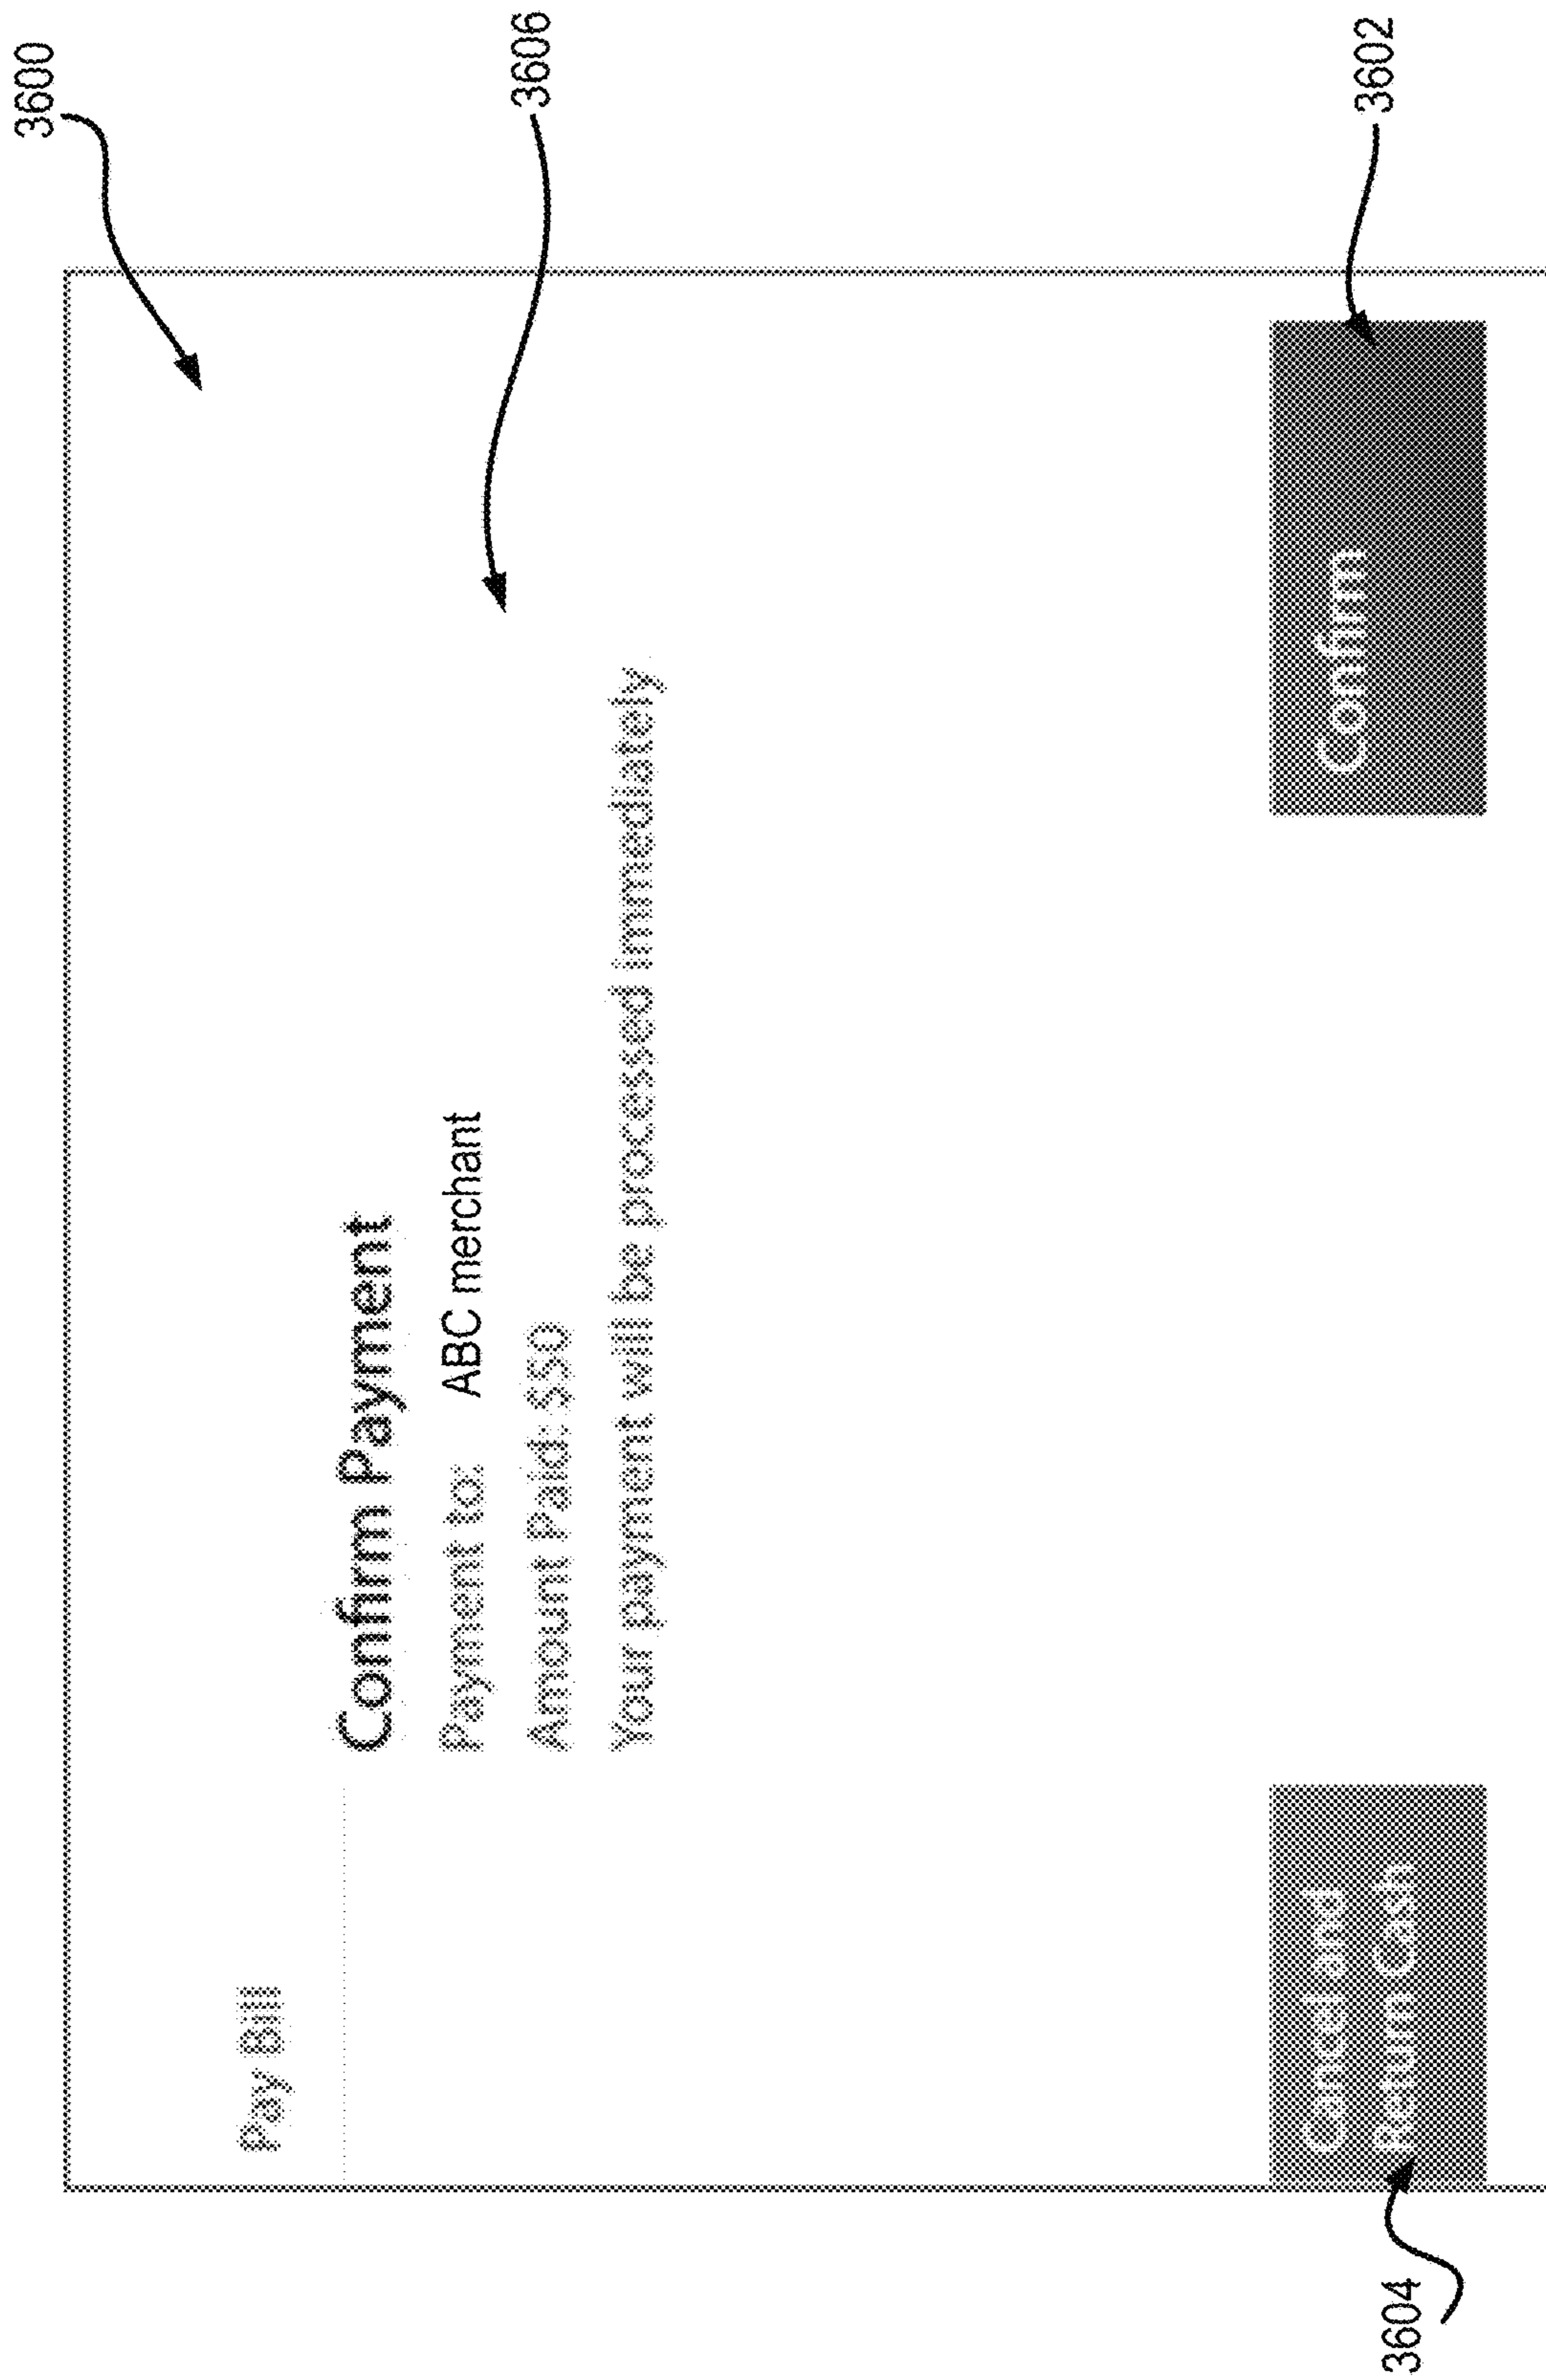 3600
Pay Bill
Confirm Payment
Payment to: ABC merchant
Amount Paid: $50
Your payment will be processed immediately.
3606
Cancel and
Return Cash
Confirm
3604
3602